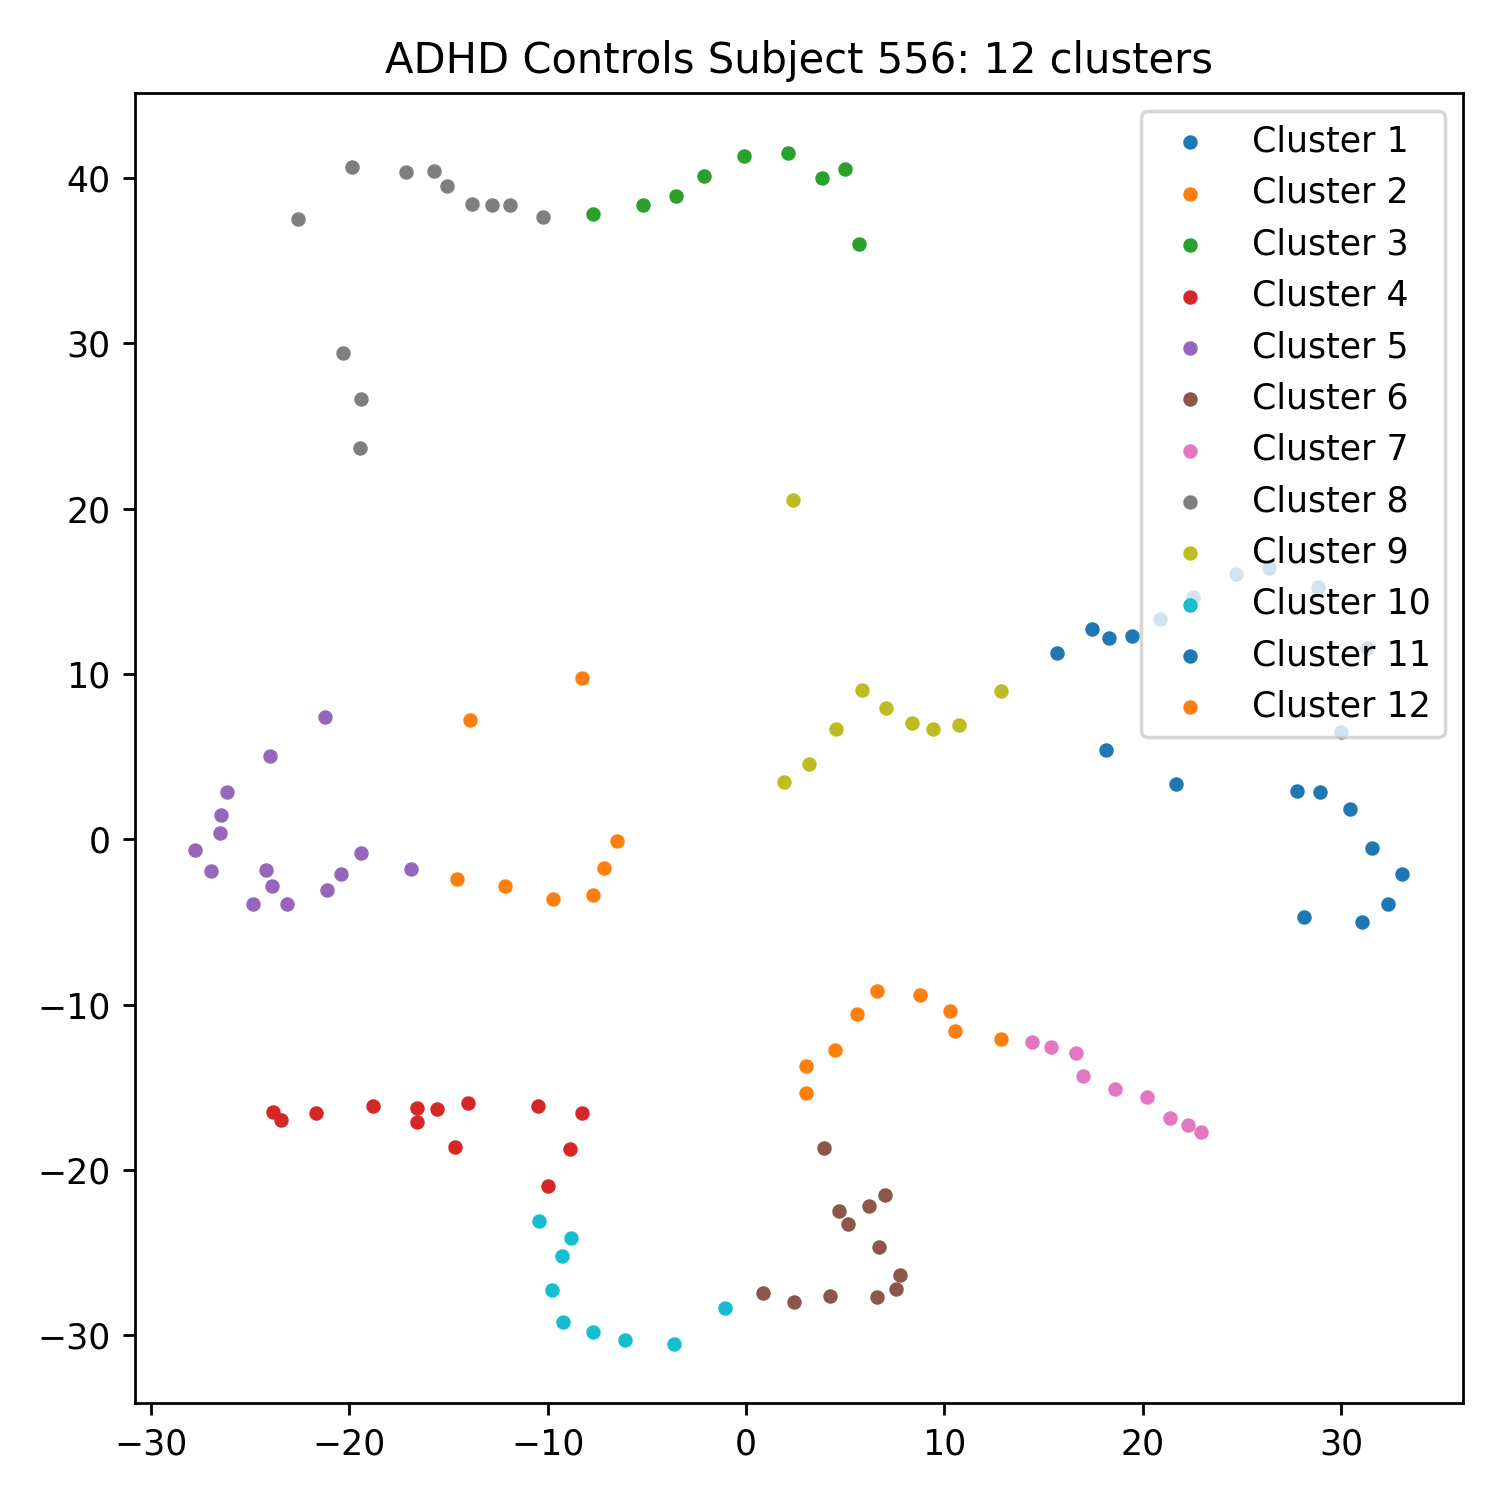 ADHD Controls Subject 556: 12 clusters
Cluster 1
Cluster 2
Cluster 3
Cluster 4
Cluster 5
Cluster 6
Cluster 7
Cluster 8
Cluster 9
Cluster 10
Cluster 11
Cluster 12
40
30
20
10
0
−10
−20
−30
−30 −20 −10 0 10 20 30